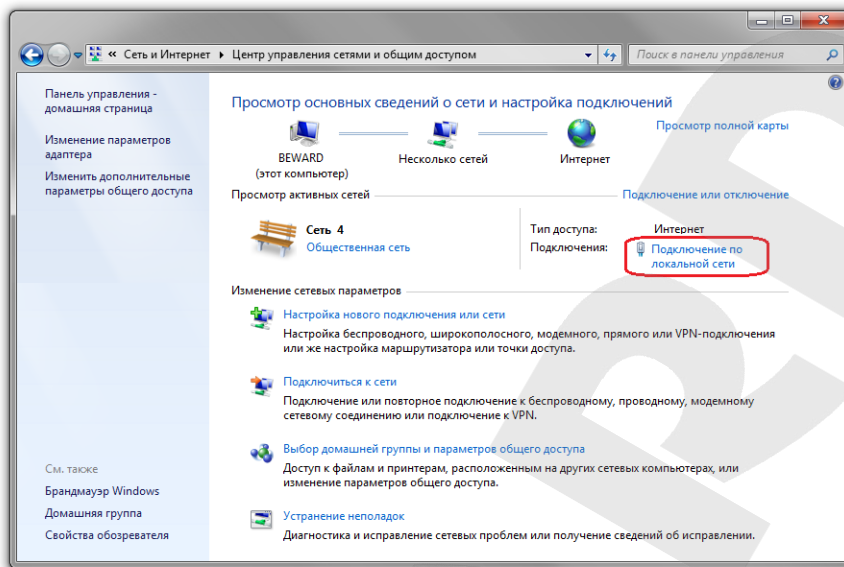 « Сеть и Интернет ▸ Центр управления сетями и общим доступом
Поиск в панели управления
Панель управления -
домашняя страница
Изменение параметров
адаптера
Изменить дополнительные
параметры общего доступа
См. также
Брандмауэр Windows
Домашняя группа
Свойства обозревателя
Просмотр основных сведений о сети и настройка подключений
Просмотр полной карты
BEWARD
(этот компьютер)
Несколько сетей
Интернет
Просмотр активных сетей
Подключение или отключение
Сеть 4
Общественная сеть
Тип доступа: Интернет
Подключения: Подключение по
локальной сети
Изменение сетевых параметров
Настройка нового подключения или сети
Настройка беспроводного, широкополосного, модемного, прямого или VPN-подключения
или же настройка маршрутизатора или точки доступа.
Подключиться к сети
Подключение или повторное подключение к беспроводному, проводному, модемному
сетевому соединению или подключение к VPN.
Выбор домашней группы и параметров общего доступа
Доступ к файлам и принтерам, расположенным на других сетевых компьютерах, или
изменение параметров общего доступа.
Устранение неполадок
Диагностика и исправление сетевых проблем или получение сведений об исправлении.